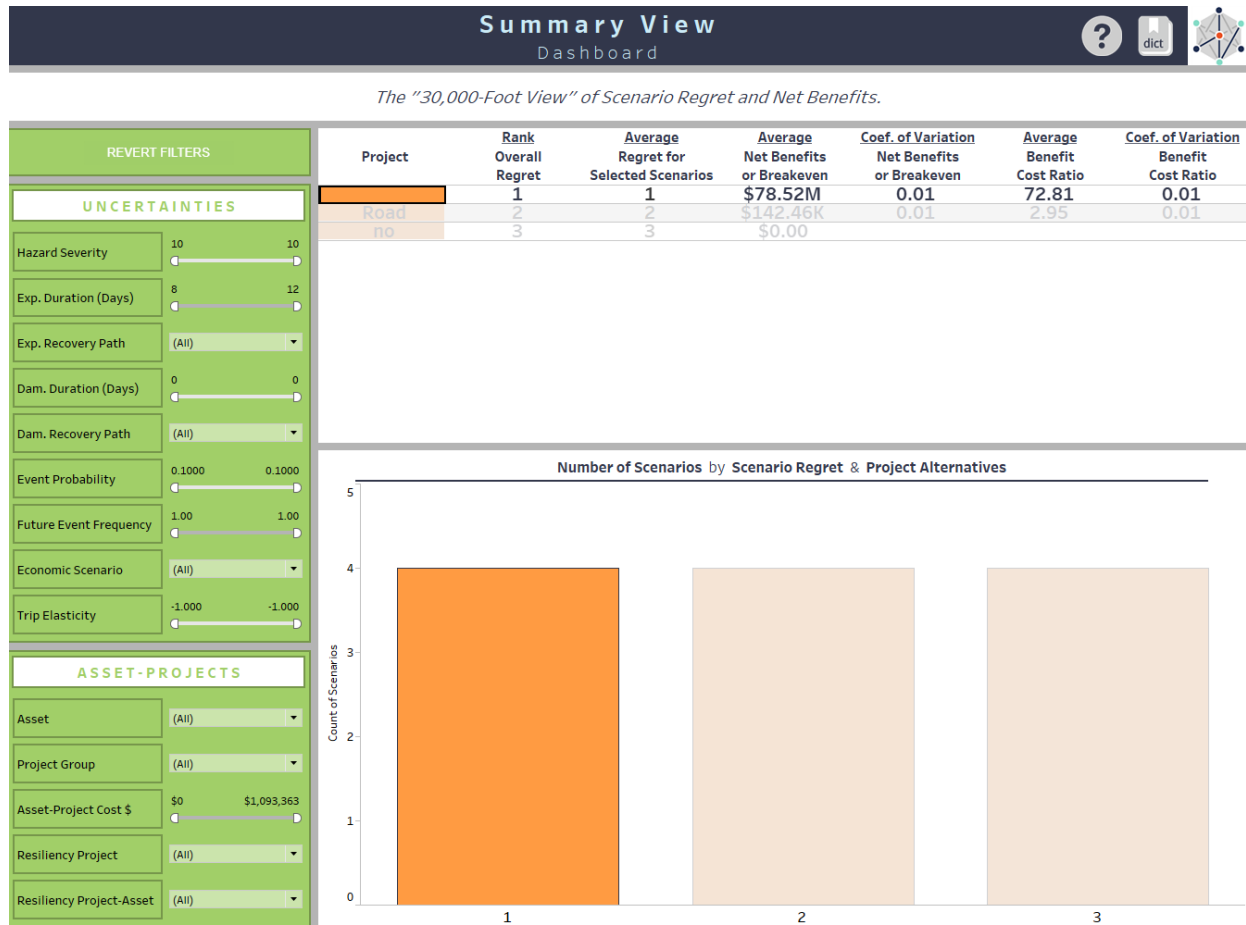 Summary View
Dashboard
?
dict
The "30,000-Foot View" of Scenario Regret and Net Benefits.
REVERT FILTERS
UNCERTAINTIES
Hazard Severity 10 10
Exp. Duration (Days) 8 12
Exp. Recovery Path (All)
Dam. Duration (Days) 0 0
Dam. Recovery Path (All)
Event Probability 0.1000 0.1000
Future Event Frequency 1.00 1.00
Economic Scenario (All)
Trip Elasticity -1.000 -1.000
ASSET-PROJECTS
Asset (All)
Project Group (All)
Asset-Project Cost $ $0 $1,093,363
Resiliency Project (All)
Resiliency Project-Asset (All)
Rank Average Average Coef. of Variation Average Coef. of Variation
Project Overall Regret for Net Benefits Net Benefits Benefit Benefit
Regret Selected Scenarios or Breakeven or Breakeven Cost Ratio Cost Ratio
1 1 $78.52M 0.01 72.81 0.01
Road 2 2 $142.46K 0.01 2.95 0.01
no 3 3 $0.00
Number of Scenarios by Scenario Regret & Project Alternatives
Count of Scenarios
5
4
3
2
1
0
1 2 3